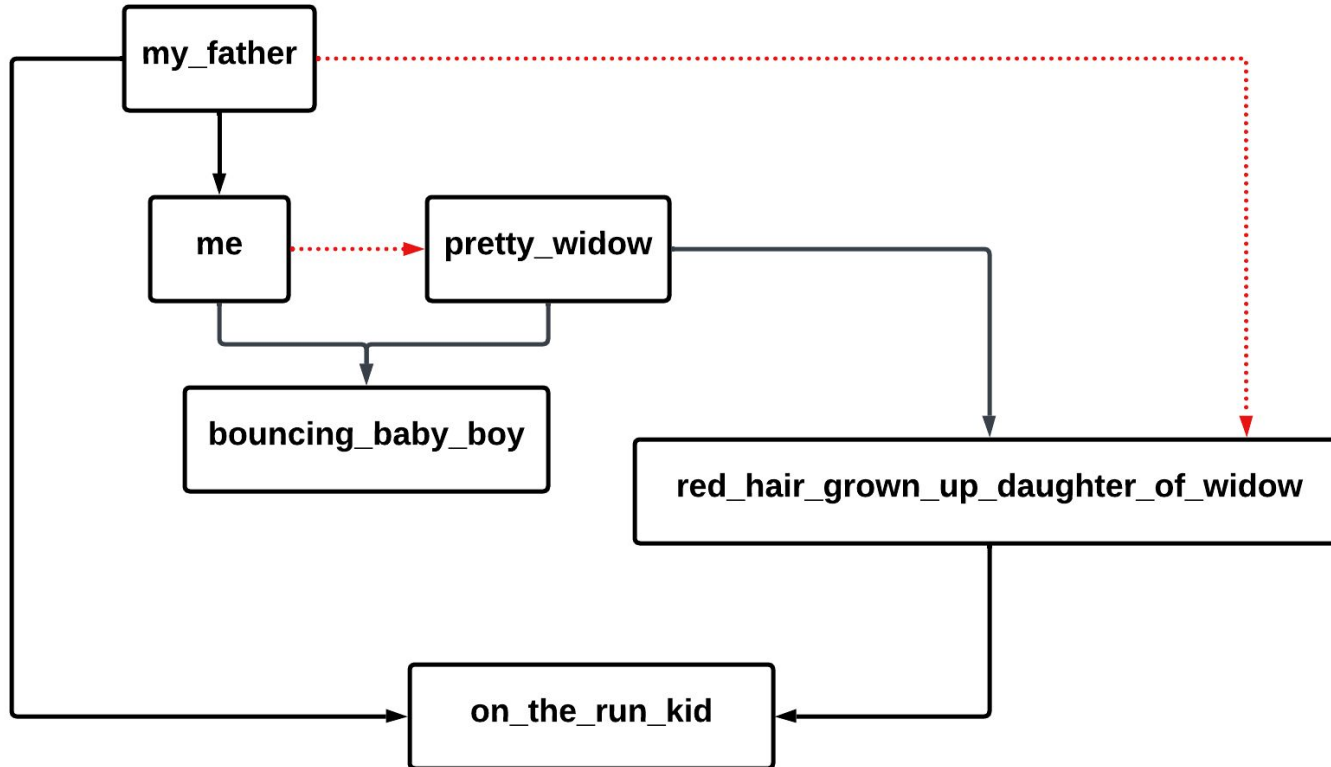 my_father
me
pretty_widow
bouncing_baby_boy
red_hair_grown_up_daughter_of_widow
on_the_run_kid